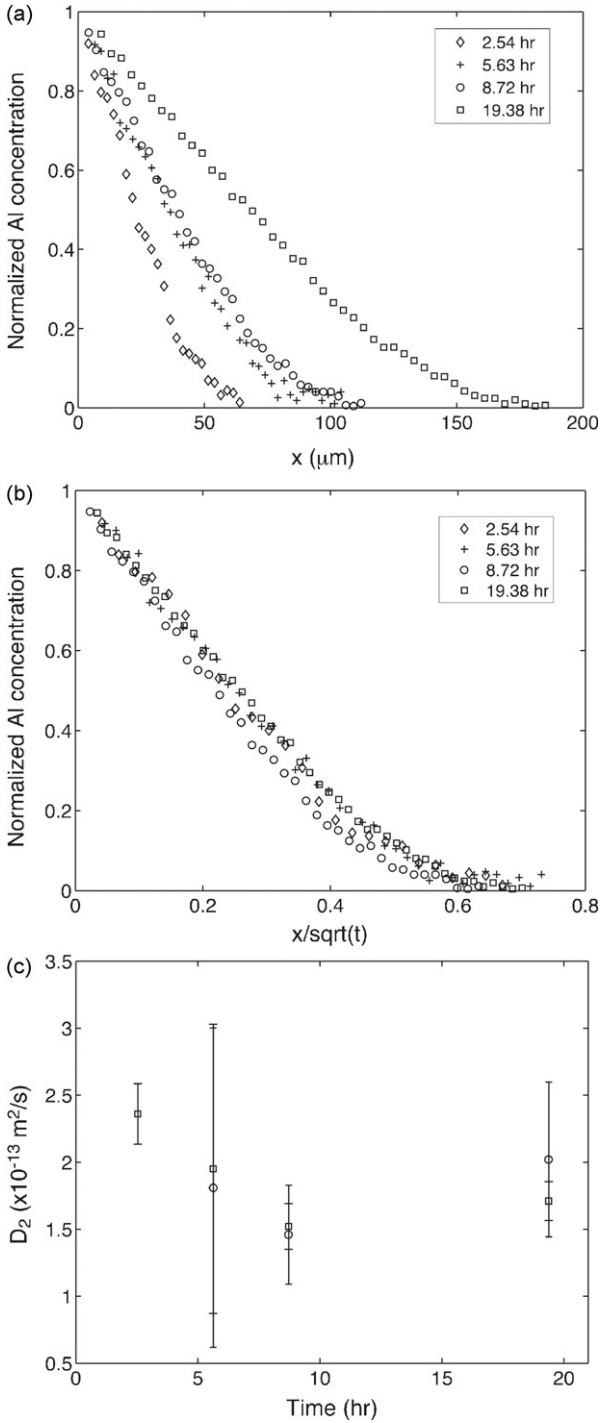 (a)
1
0.8
0.6
0.4
0.2
0
Normalized Al concentration
2.54 hr
5.63 hr
8.72 hr
19.38 hr
0 50 100 150 200
x (μm)
(b)
1
0.8
0.6
0.4
0.2
0
Normalized Al concentration
2.54 hr
5.63 hr
8.72 hr
19.38 hr
0 0.2 0.4 0.6 0.8
x/sqrt(t)
(c)
3.5
3
2.5
2
1.5
1
0.5
D₂ (x10⁻¹³ m²/s)
0 5 10 15 20
Time (hr)